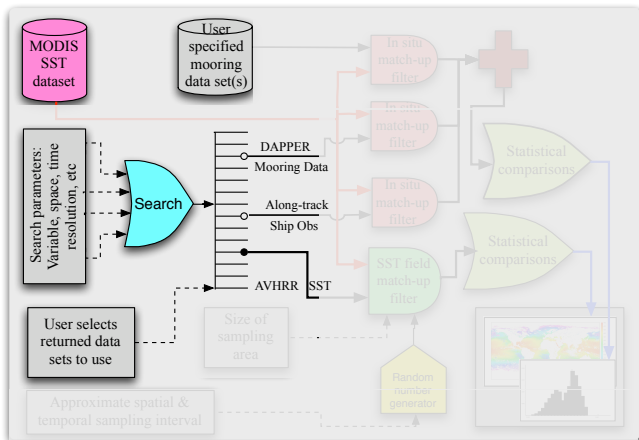 MODIS
SST
dataset
User
specified
mooring
data set(s)
In situ
match-up
filter
In situ
match-up
filter
In situ
match-up
filter
Search parameters:
Variable, space, time
resolution, etc
Search
DAPPER
Mooring Data
Along-track
Ship Obs
AVHRR SST
Statistical
comparisons
Statistical
comparisons
SST field
match-up
filter
User selects
returned data
sets to use
Size of
sampling
area
Random
number
generator
Approximate spatial &
temporal sampling interval